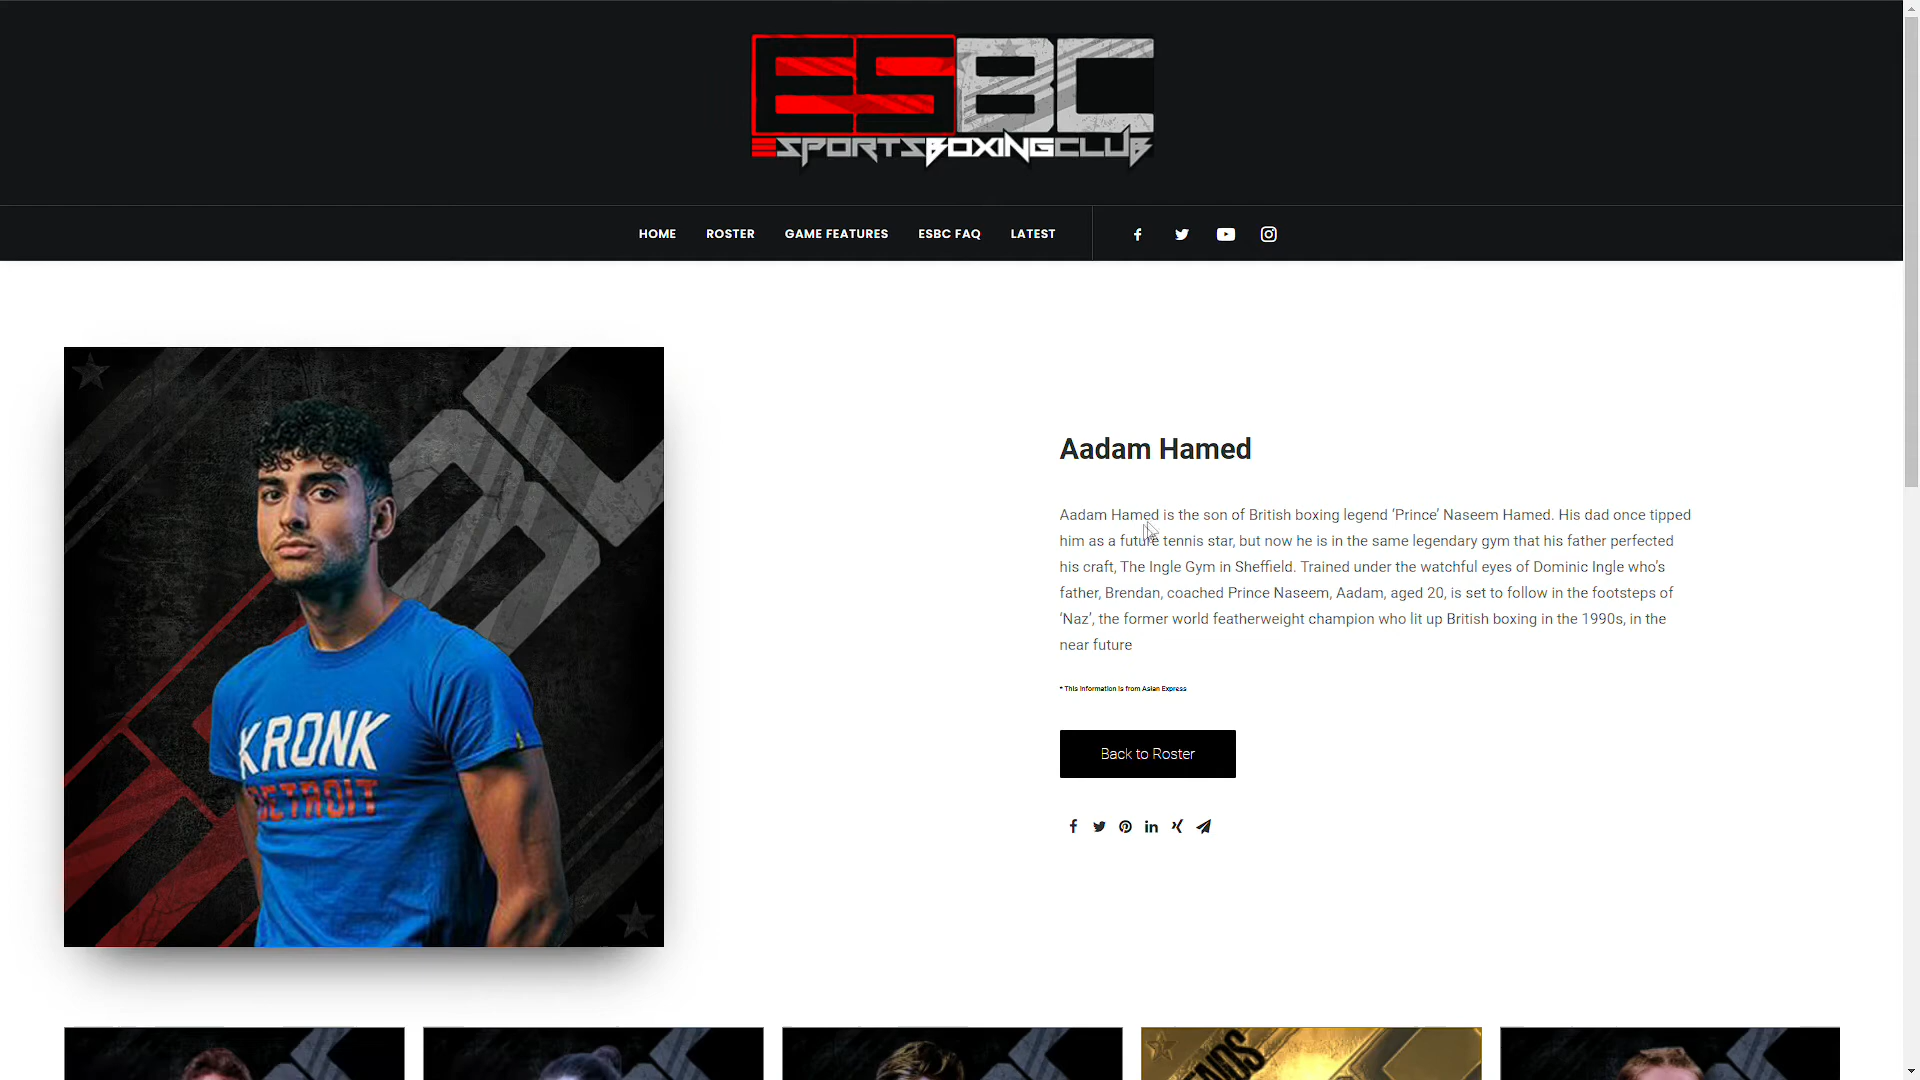 ESBC
ESPORTSBOXINGCLUB
HOME ROSTER GAME FEATURES ESBC FAQ LATEST
Aadam Hamed
Aadam Hamed is the son of British boxing legend ‘Prince’ Naseem Hamed. His dad once tipped
him as a future tennis star, but now he is in the same legendary gym that his father perfected
his craft, The Ingle Gym in Sheffield. Trained under the watchful eyes of Dominic Ingle who’s
father, Brendan, coached Prince Naseem, Aadam, aged 20, is set to follow in the footsteps of
‘Naz’, the former world featherweight champion who lit up British boxing in the 1990s, in the
near future
* This information is from Asian Express
Back to Roster
KRONK
DETROIT